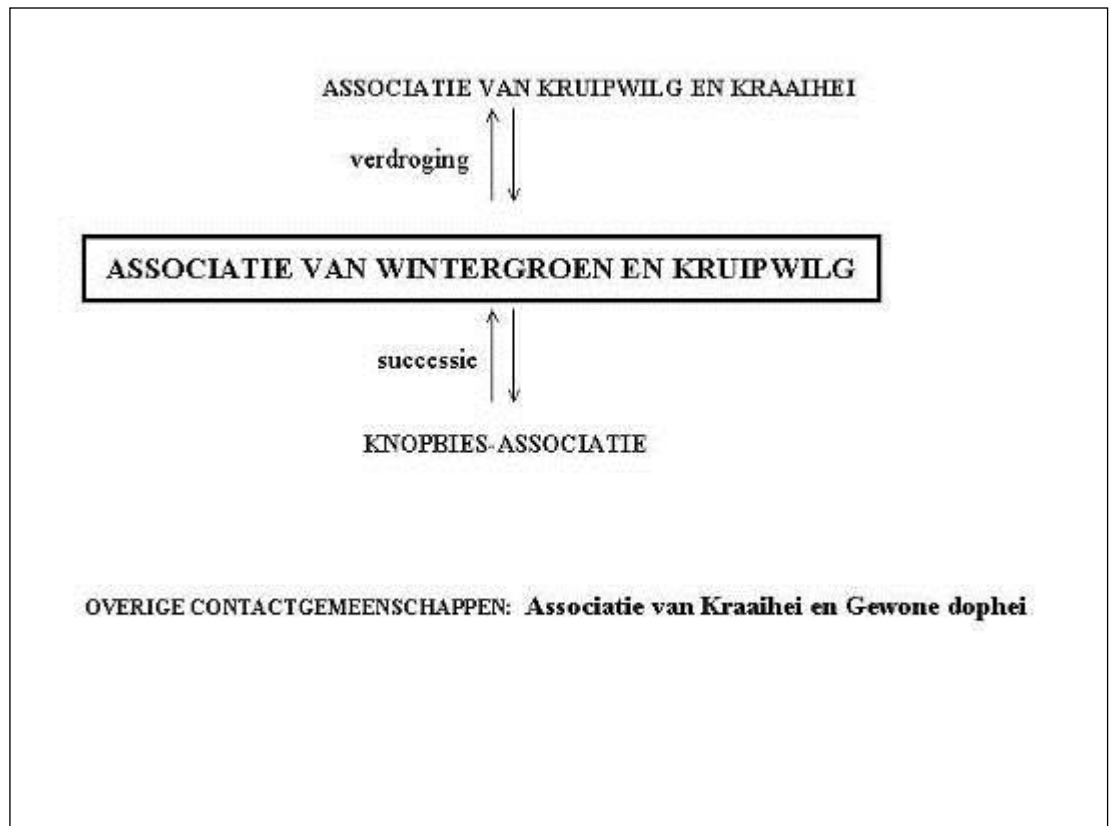 ASSOCIATIE VAN KRUIPWILG EN KRAAIHEI
verdroging
ASSOCIATIE VAN WINTERGROEN EN KRUIPWILG
successie
KNOPBIES-ASSOCIATIE
OVERIGE CONTACTGEMEENSCHAPPEN: Associatie van Kraaihei en Gewone dophei